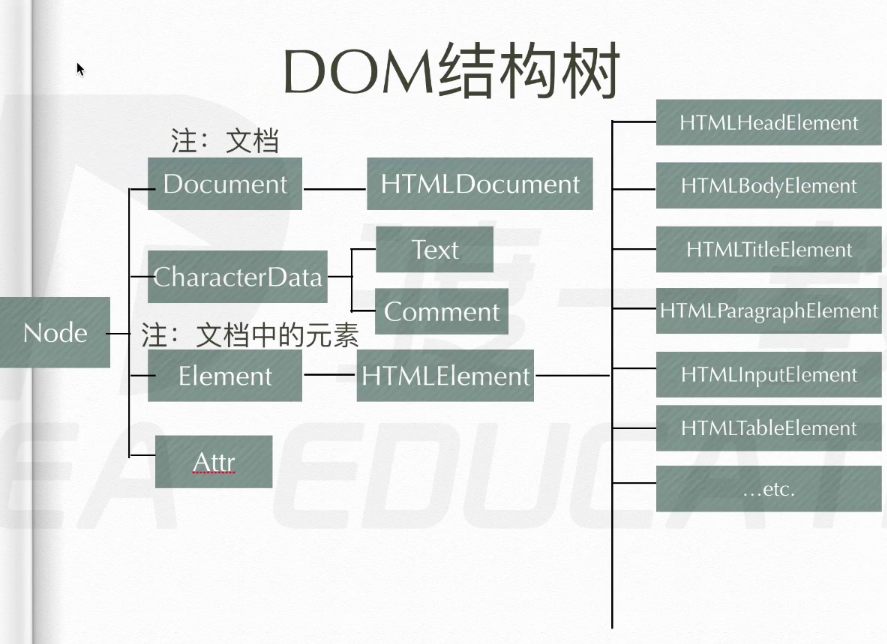 DOM结构树
注：文档
Document
HTMLDocument
CharacterData
Text
Comment
Node
注：文档中的元素
Element
HTMLElement
Attr
HTMLHeadElement
HTMLBodyElement
HTMLTitleElement
HTMLParagraphElement
HTMLInputElement
HTMLTableElement
…etc.